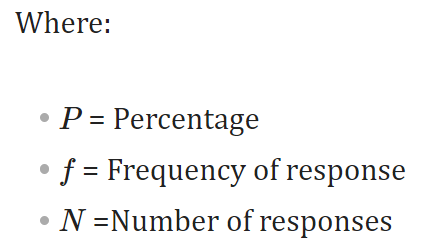 Where:
• P = Percentage
• f = Frequency of response
• N =Number of responses